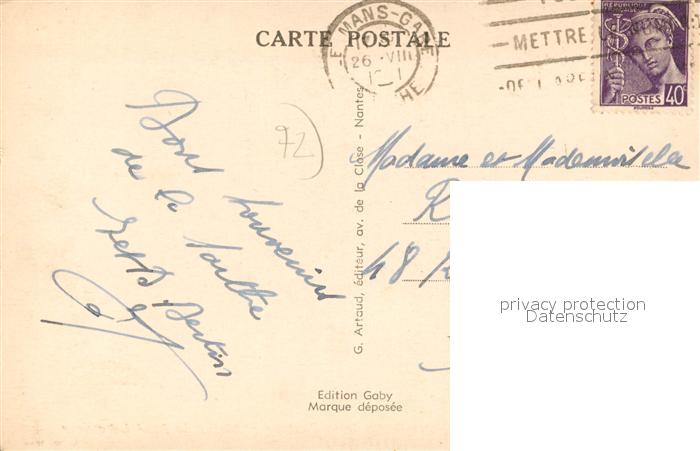 CARTE POSTALE
LE MANS-GARE
26 VIII
METTRE
RÉPUBLIQUE FRANÇAISE
POSTES 40c
72
Bons souvenirs
de la Sarthe
Madame et Mademoiselle
R
48 R
G. Artaud, éditeur, av. de la Close - Nantes
Edition Gaby
Marque déposée
privacy protection
Datenschutz